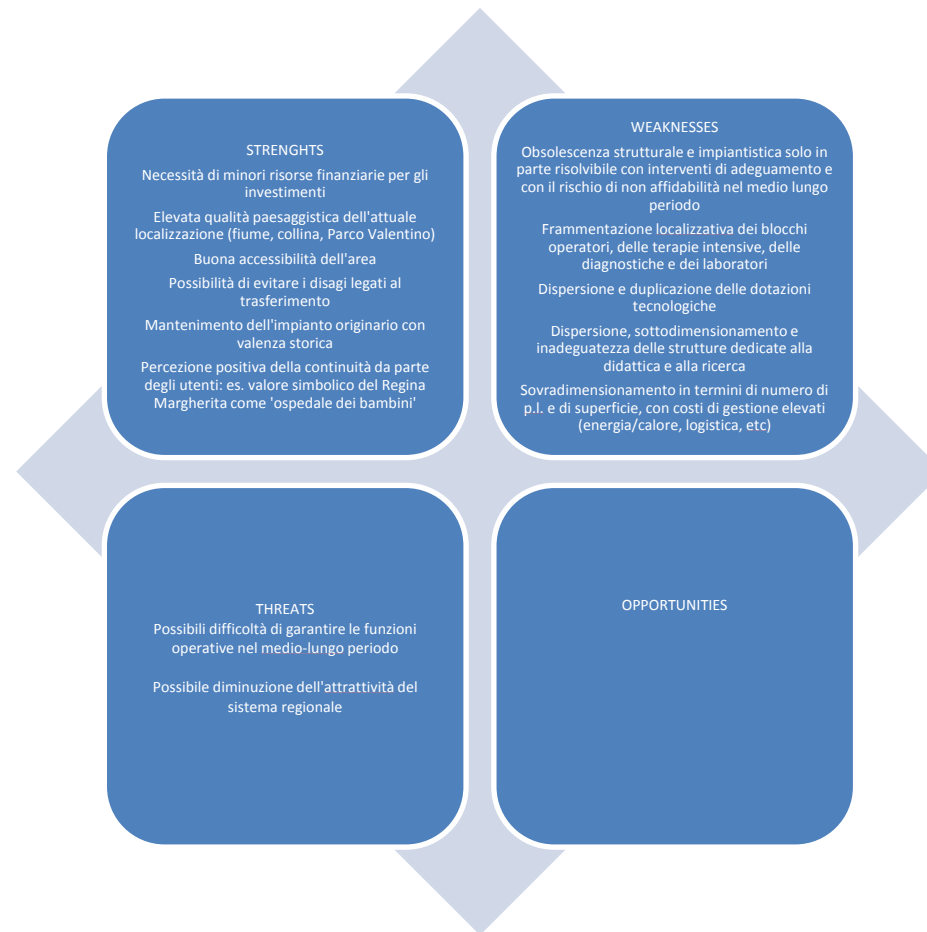 STRENGHTS
Necessità di minori risorse finanziarie per gli
investimenti
Elevata qualità paesaggistica dell'attuale
localizzazione (fiume, collina, Parco Valentino)
Buona accessibilità dell'area
Possibilità di evitare i disagi legati al
trasferimento
Mantenimento dell'impianto originario con
valenza storica
Percezione positiva della continuità da parte
degli utenti: es. valore simbolico del Regina
Margherita come 'ospedale dei bambini'
WEAKNESSES
Obsolescenza strutturale e impiantistica solo in
parte risolvibile con interventi di adeguamento e
con il rischio di non affidabilità nel medio lungo
periodo
Frammentazione localizzativa dei blocchi
operatori, delle terapie intensive, delle
diagnostiche e dei laboratori
Dispersione e duplicazione delle dotazioni
tecnologiche
Dispersione, sottodimensionamento e
inadeguatezza delle strutture dedicate alla
didattica e alla ricerca
Sovradimensionamento in termini di numero di
p.l. e di superficie, con costi di gestione elevati
(energia/calore, logistica, etc)
THREATS
Possibili difficoltà di garantire le funzioni
operative nel medio-lungo periodo
Possibile diminuzione dell'attrattività del
sistema regionale
OPPORTUNITIES